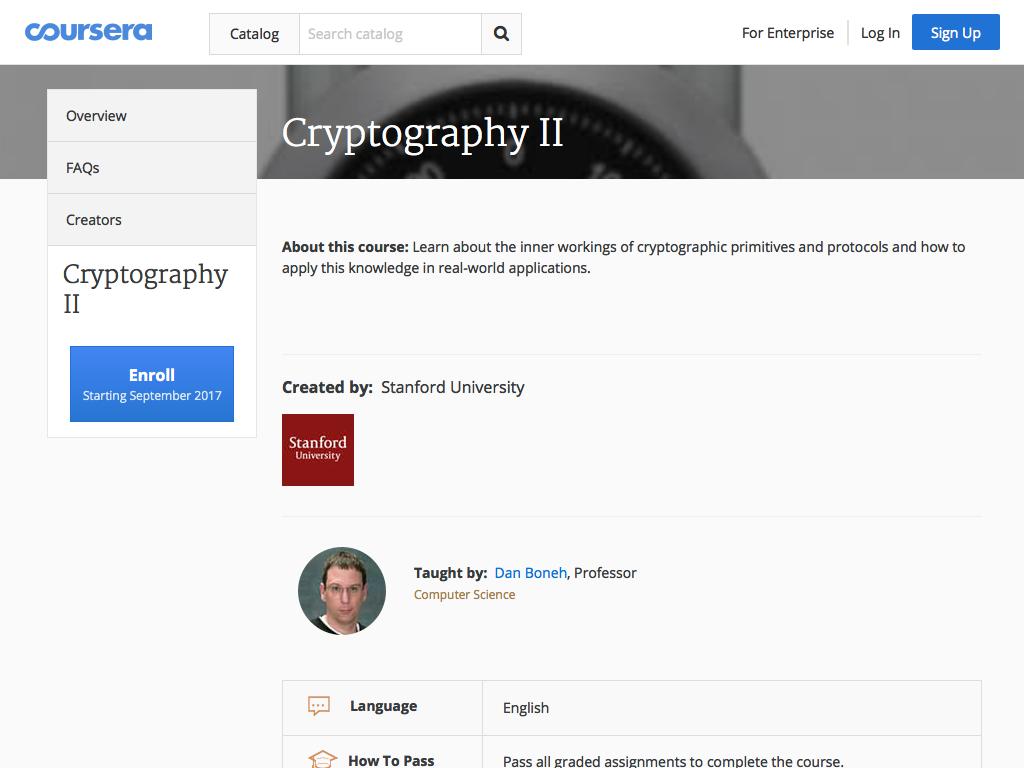 coursera
Catalog
Search catalog
For Enterprise
Log In
Sign Up
Overview
FAQs
Creators
Cryptography
II
Enroll
Starting September 2017
Cryptography II
About this course: Learn about the inner workings of cryptographic primitives and protocols and how to
apply this knowledge in real-world applications.
Created by: Stanford University
Stanford
University
Taught by: Dan Boneh, Professor
Computer Science
Language
English
How To Pass
Pass all graded assignments to complete the course.